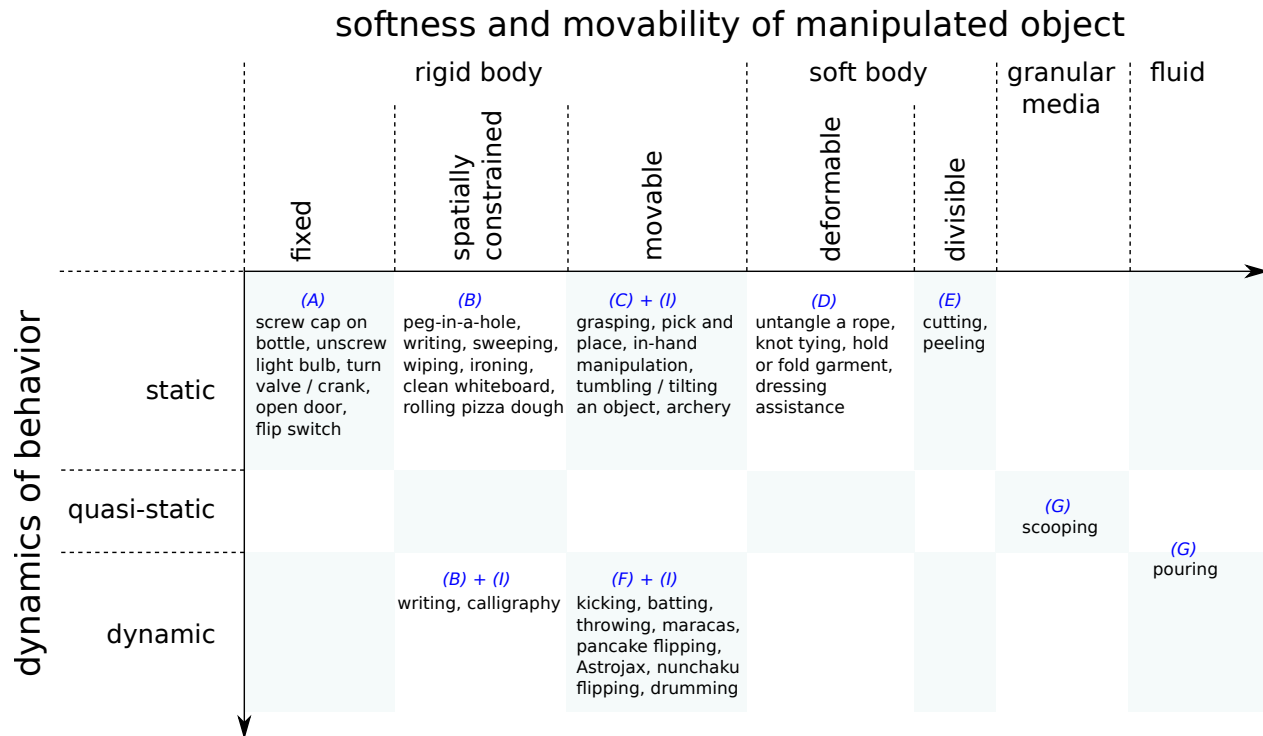 softness and movability of manipulated object
rigid body
soft body
granular
media
fluid
fixed
spatially
constrained
movable
deformable
divisible
dynamics of behavior
static
(A)
screw cap on
bottle, unscrew
light bulb, turn
valve / crank,
open door,
flip switch
(B)
peg-in-a-hole,
writing, sweeping,
wiping, ironing,
clean whiteboard,
rolling pizza dough
(C) + (I)
grasping, pick and
place, in-hand
manipulation,
tumbling / tilting
an object, archery
(D)
untangle a rope,
knot tying, hold
or fold garment,
dressing
assistance
(E)
cutting,
peeling
quasi-static
(G)
scooping
(G)
pouring
dynamic
(B) + (I)
writing, calligraphy
(F) + (I)
kicking, batting,
throwing, maracas,
pancake flipping,
Astrojax, nunchaku
flipping, drumming